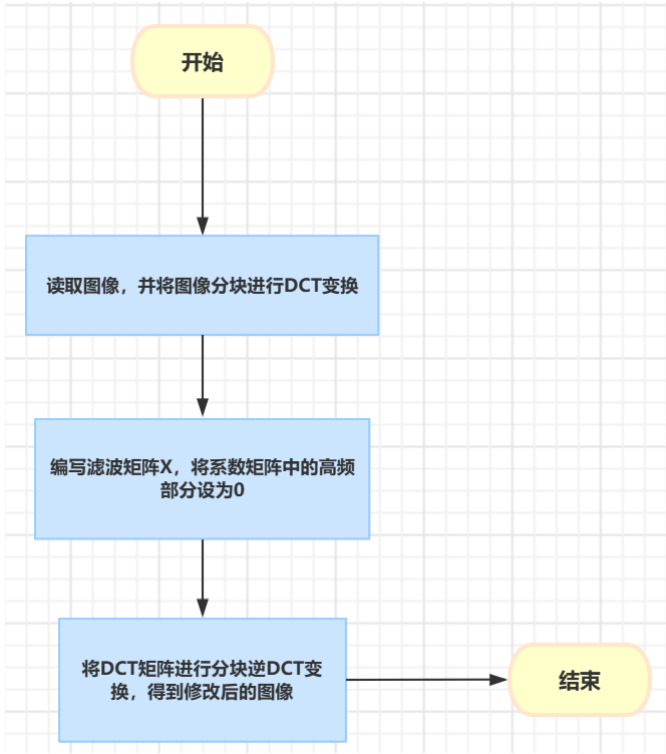 开始
读取图像，并将图像分块进行DCT变换
编写滤波矩阵X，将系数矩阵中的高频
部分设为0
将DCT矩阵进行分块逆DCT变
换，得到修改后的图像
结束